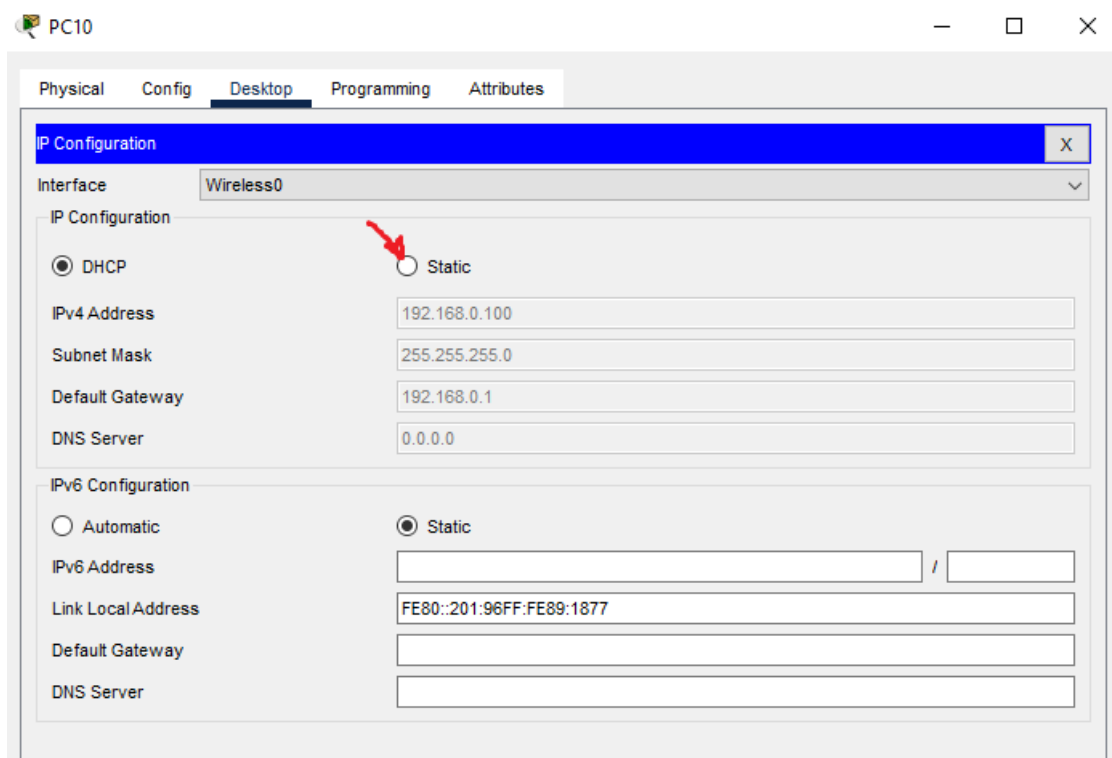 PC10
Physical Config Desktop Programming Attributes
IP Configuration X
Interface Wireless0
IP Configuration
DHCP Static
IPv4 Address 192.168.0.100
Subnet Mask 255.255.255.0
Default Gateway 192.168.0.1
DNS Server 0.0.0.0
IPv6 Configuration
Automatic Static
IPv6 Address /
Link Local Address FE80::201:96FF:FE89:1877
Default Gateway
DNS Server